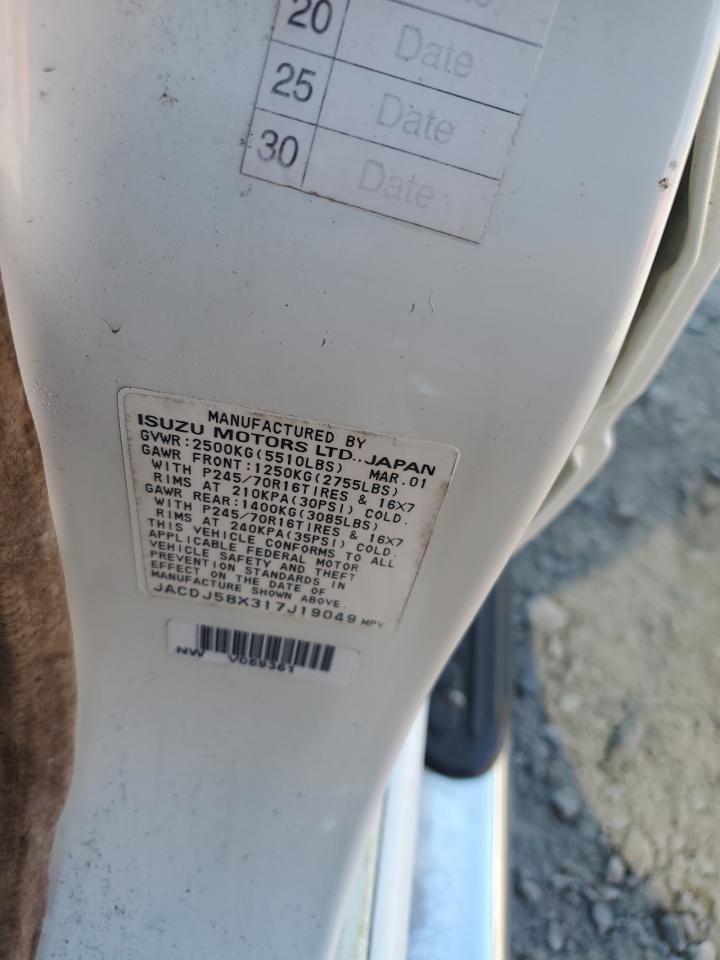 20
Date
25
Date
30
Date
MANUFACTURED BY
ISUZU MOTORS LTD., JAPAN
GVWR:2500KG(5510LBS) MAR.01
GAWR FRONT:1250KG(2755LBS)
WITH P245/70R16TIRES & 16X7
RIMS AT 210KPA(30PSI) COLD.
GAWR REAR:1400KG(3085LBS)
WITH P245/70R16TIRES & 16X7
RIMS AT 240KPA(35PSI) COLD.
THIS VEHICLE CONFORMS TO ALL
APPLICABLE FEDERAL MOTOR
VEHICLE SAFETY AND THEFT
PREVENTION STANDARDS IN
EFFECT ON THE DATE OF
MANUFACTURE SHOWN ABOVE.
JACDJ58X317J19049 MPV
NW V069361